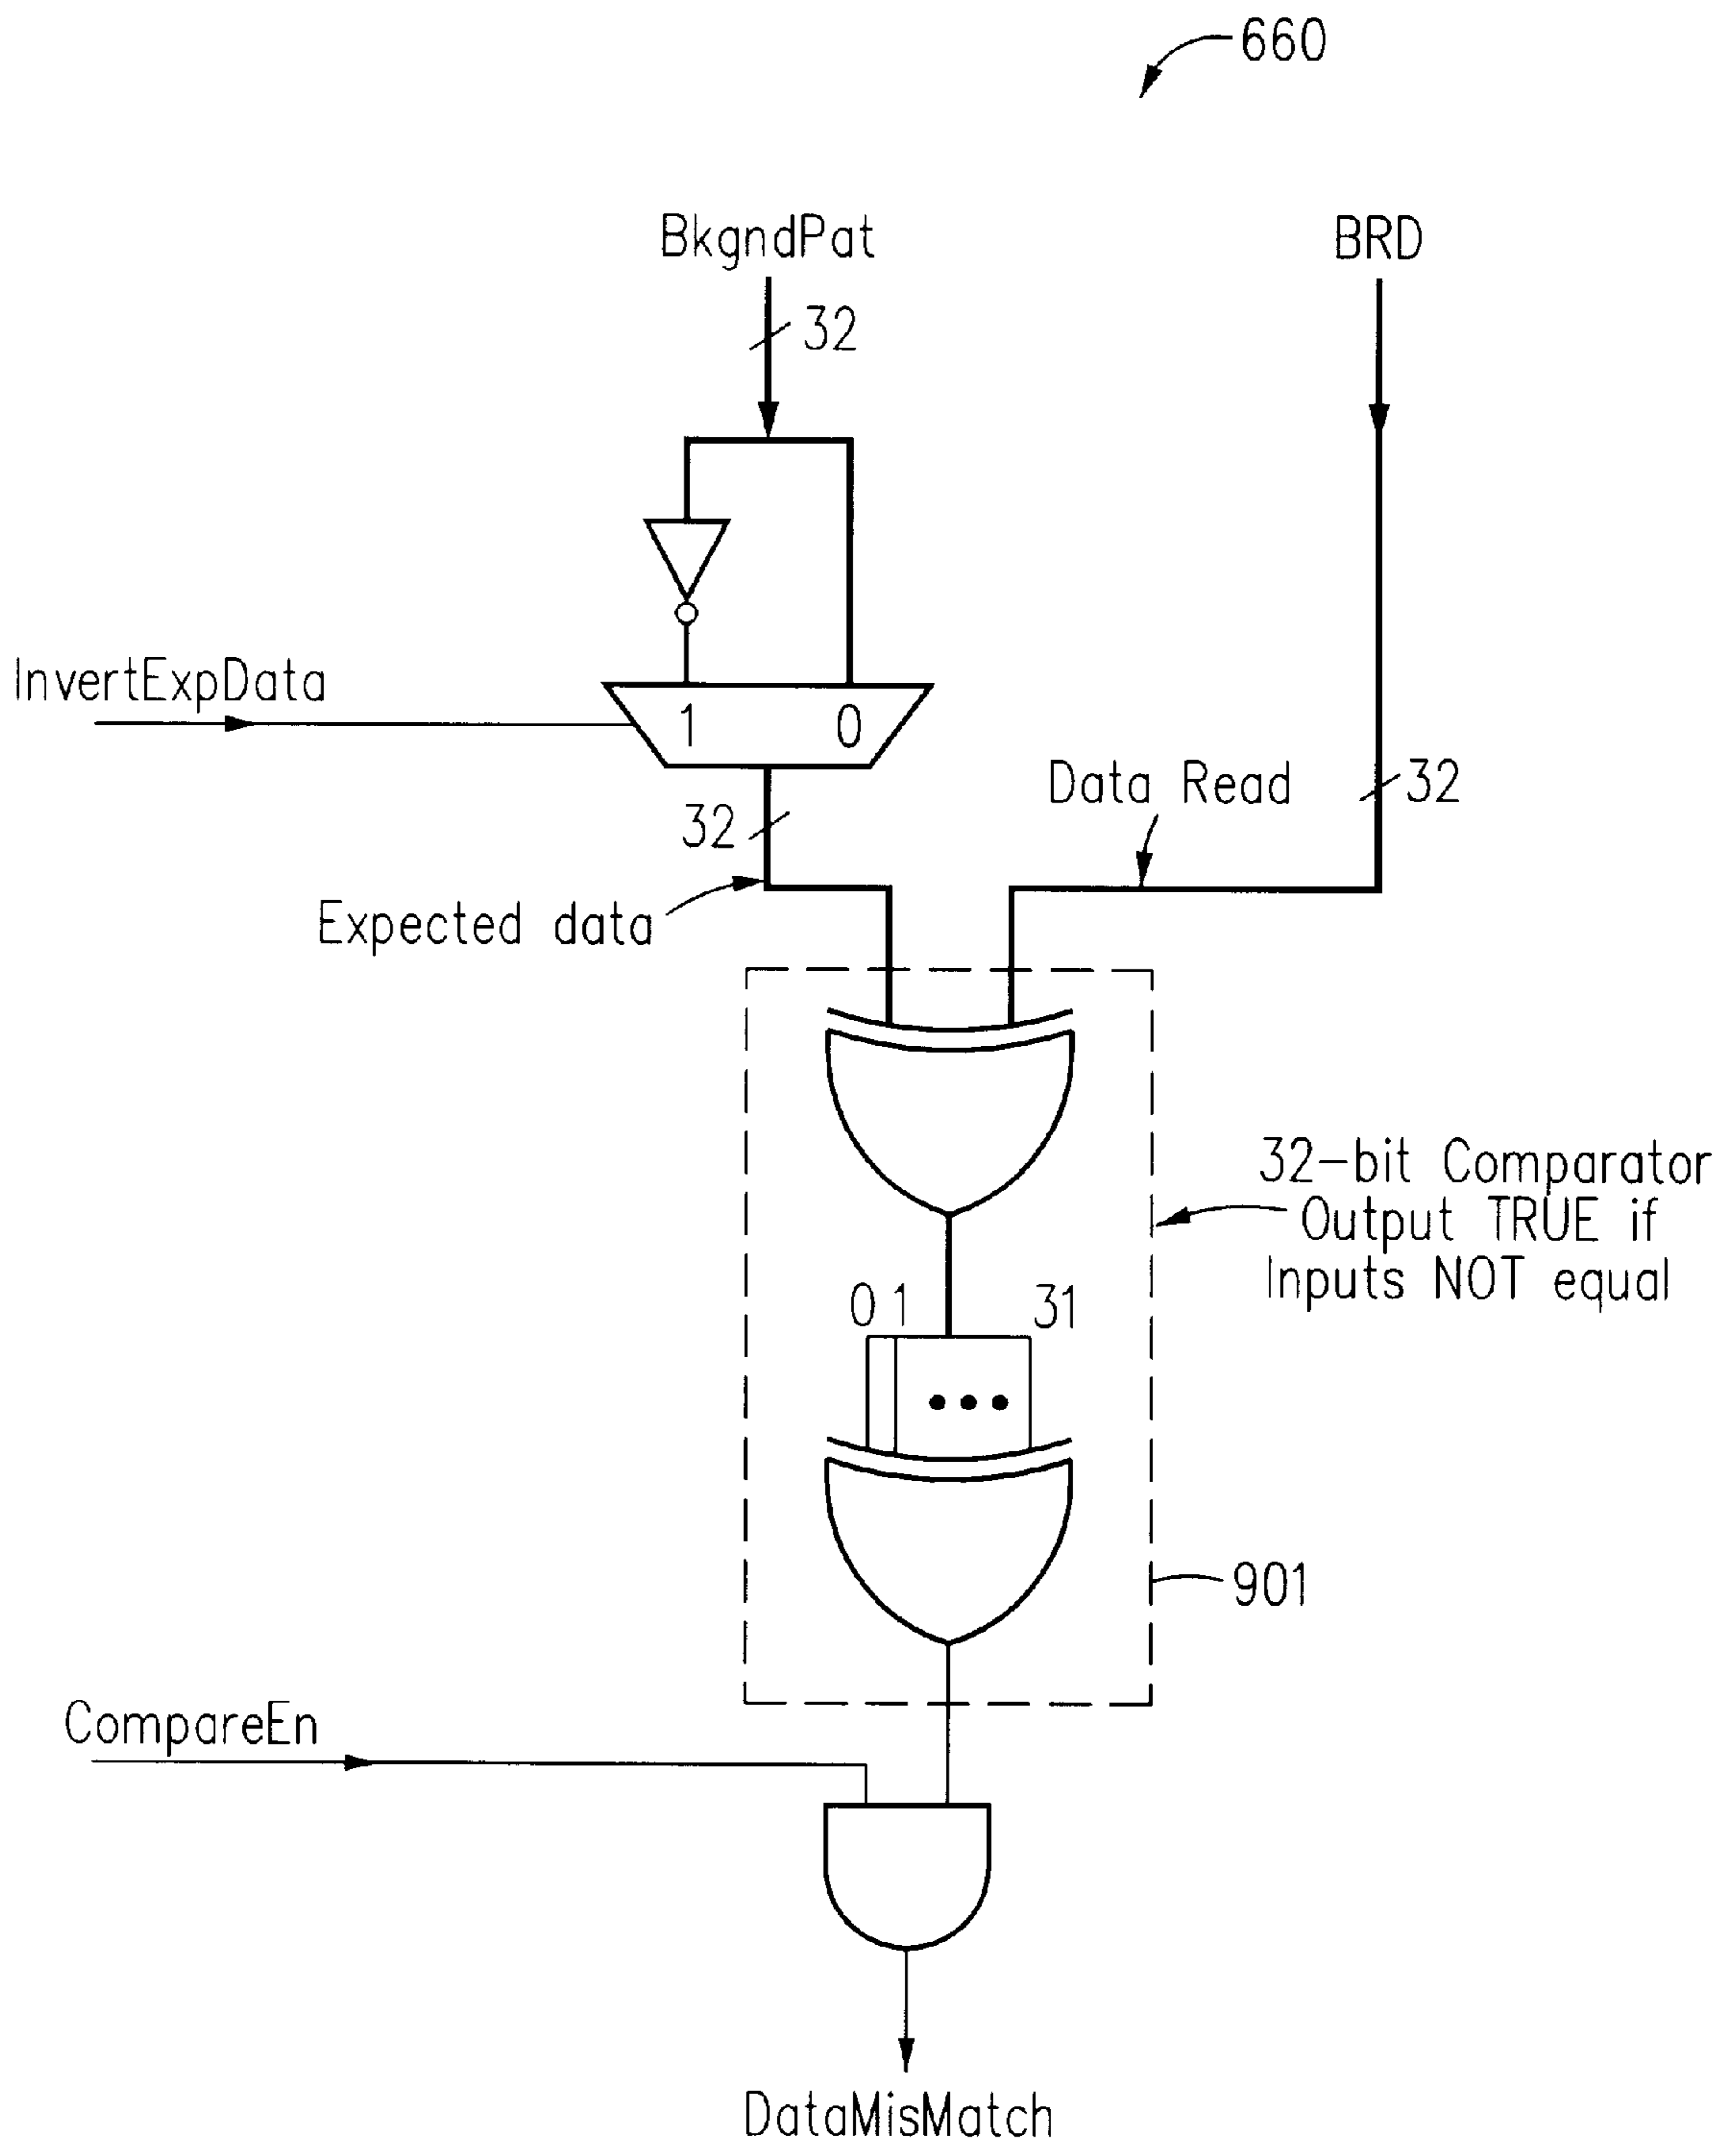 660
BkgndPat
BRD
32
InvertExpData
1 0
Data Read
32
32
Expected data
32-bit Comparator
Output TRUE if
Inputs NOT equal
0 1 31
901
CompareEn
DataMisMatch